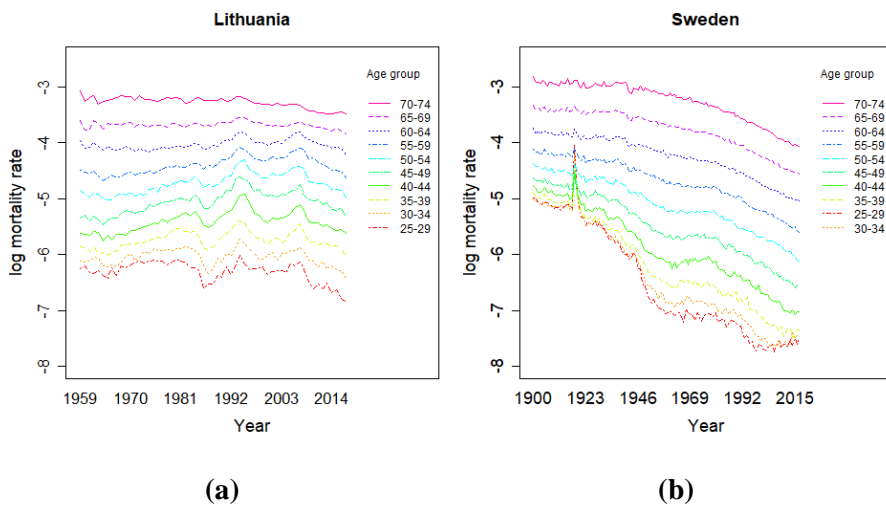 Lithuania
log mortality rate
-3
-4
-5
-6
-7
-8
1959 1970 1981 1992 2003 2014
Year
Age group
70-74
65-69
60-64
55-59
50-54
45-49
40-44
35-39
30-34
25-29
(a)
Sweden
log mortality rate
-3
-4
-5
-6
-7
-8
1900 1923 1946 1969 1992 2015
Year
Age group
70-74
65-69
60-64
55-59
50-54
45-49
40-44
35-39
25-29
30-34
(b)